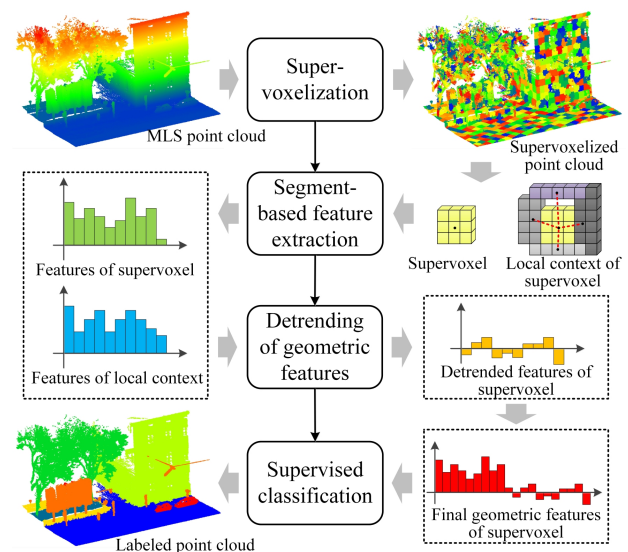 Super-
voxelization
MLS point cloud
Supervoxelized
point cloud
Segment-
based feature
extraction
Features of supervoxel
Supervoxel
Local context of
supervoxel
Features of local context
Detrending
of geometric
features
Detrended features of
supervoxel
Supervised
classification
Labeled point cloud
Final geometric features
of supervoxel